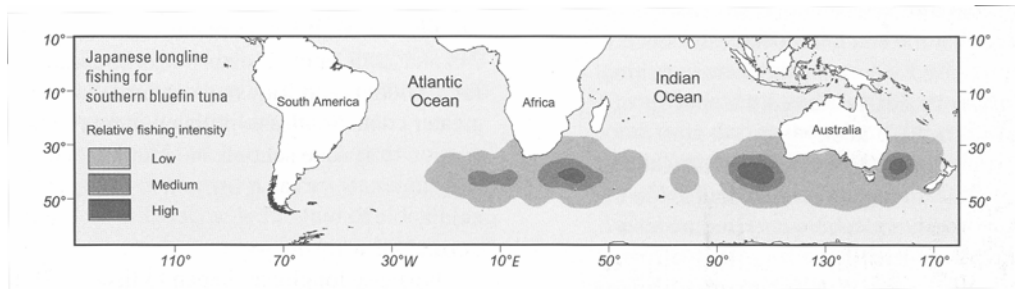 Japanese longline
fishing for
southern bluefin tuna
Relative fishing intensity
Low
Medium
High
South America
Atlantic
Ocean
Africa
Indian
Ocean
Australia
10°
10°
30°
50°
10°
10°
30°
50°
110°
70°
30°W
10°E
50°
90°
130°
170°